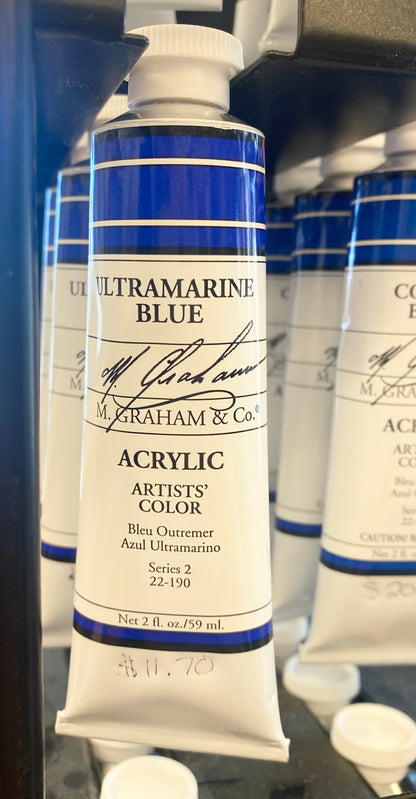 ULTRAMARINE
BLUE
M. Graham
M. GRAHAM & Co.®
ACRYLIC
ARTISTS'
COLOR
Bleu Outremer
Azul Ultramarino
Series 2
22-190
Net 2 fl. oz./59 ml.
$11.70